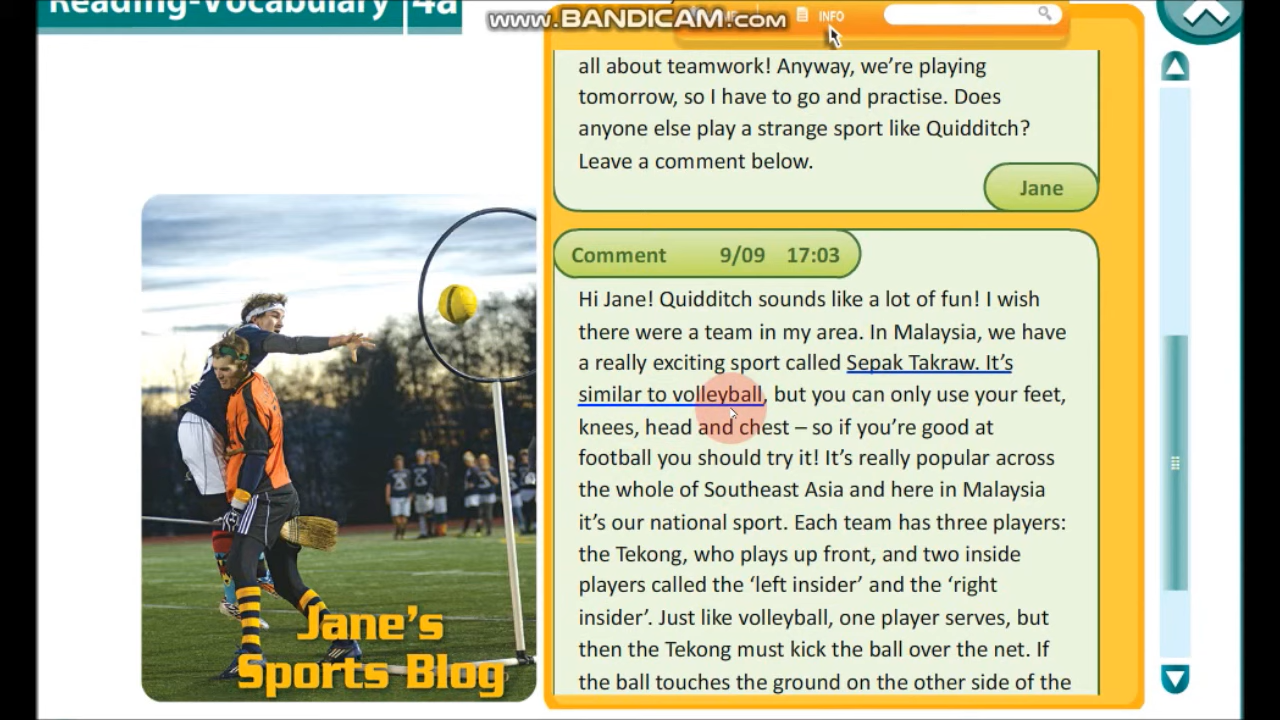 Reading-Vocabulary 4a
www.BANDICAM.com
INFO
all about teamwork! Anyway, we're playing
tomorrow, so I have to go and practise. Does
anyone else play a strange sport like Quidditch?
Leave a comment below.
Jane
Comment 9/09 17:03
Hi Jane! Quidditch sounds like a lot of fun! I wish
there were a team in my area. In Malaysia, we have
a really exciting sport called Sepak Takraw. It's
similar to volleyball, but you can only use your feet,
knees, head and chest – so if you're good at
football you should try it! It's really popular across
the whole of Southeast Asia and here in Malaysia
it's our national sport. Each team has three players:
the Tekong, who plays up front, and two inside
players called the 'left insider' and the 'right
insider'. Just like volleyball, one player serves, but
then the Tekong must kick the ball over the net. If
the ball touches the ground on the other side of the
Jane's
Sports Blog